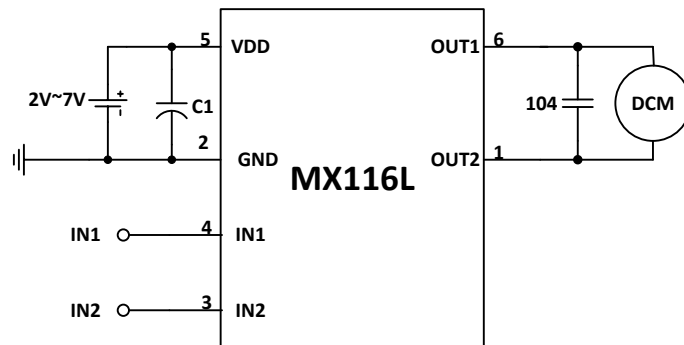 5 VDD OUT1 6
2V~7V + - C1 104 DCM
2 GND OUT2 1
MX116L
IN1 4 IN1
IN2 3 IN2